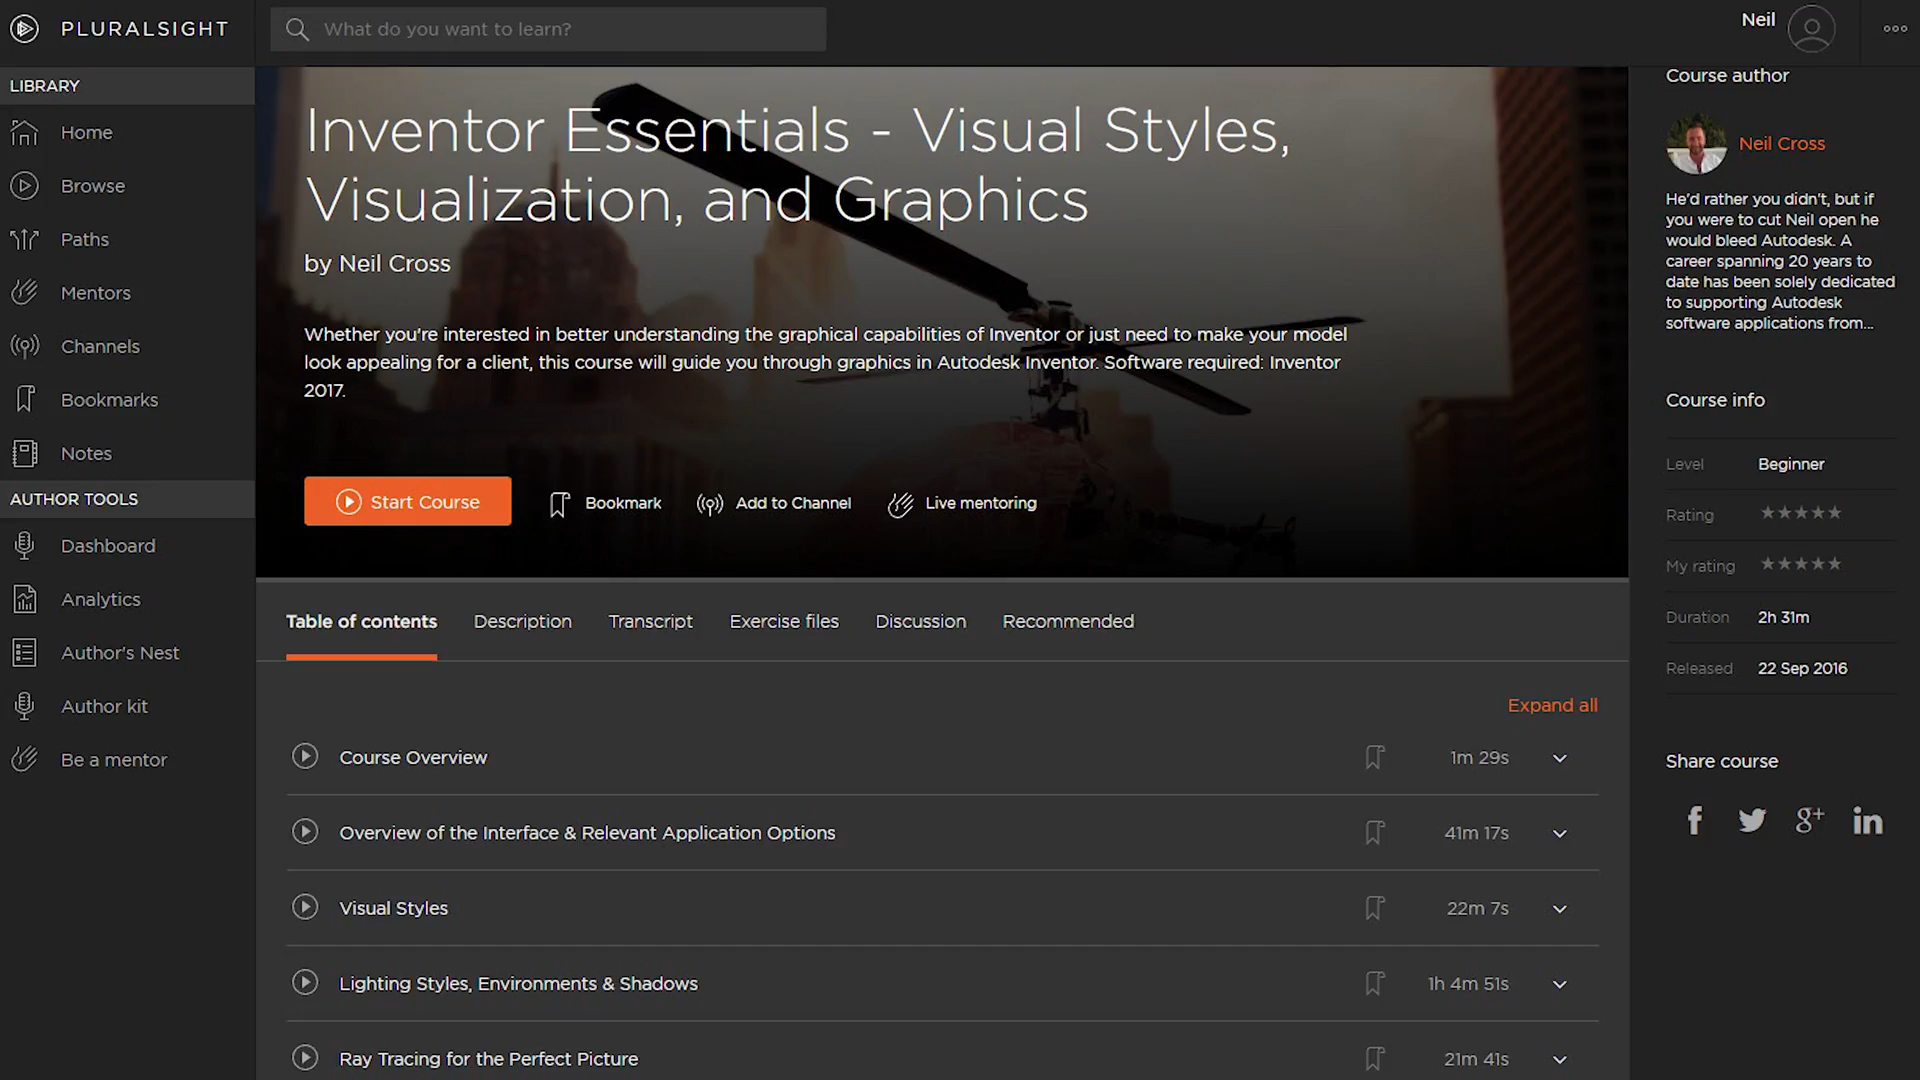 PLURALSIGHT
What do you want to learn?
Neil
LIBRARY
Home
Browse
Paths
Mentors
Channels
Bookmarks
Notes
AUTHOR TOOLS
Dashboard
Analytics
Author's Nest
Author kit
Be a mentor
Inventor Essentials - Visual Styles,
Visualization, and Graphics
by Neil Cross
Whether you're interested in better understanding the graphical capabilities of Inventor or just need to make your model
look appealing for a client, this course will guide you through graphics in Autodesk Inventor. Software required: Inventor
2017.
Start Course Bookmark Add to Channel Live mentoring
Table of contents Description Transcript Exercise files Discussion Recommended
Expand all
Course Overview 1m 29s
Overview of the Interface & Relevant Application Options 41m 17s
Visual Styles 22m 7s
Lighting Styles, Environments & Shadows 1h 4m 51s
Ray Tracing for the Perfect Picture 21m 41s
Course author
Neil Cross
He'd rather you didn't, but if
you were to cut Neil open he
would bleed Autodesk. A
career spanning 20 years to
date has been solely dedicated
to supporting Autodesk
software applications from...
Course info
Level Beginner
Rating
My rating
Duration 2h 31m
Released 22 Sep 2016
Share course
f g+ in